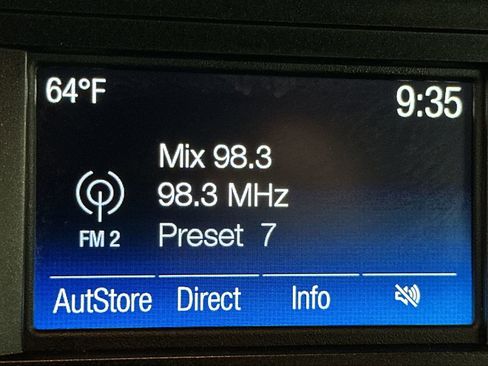 64°F 9:35
Mix 98.3
98.3 MHz
FM 2 Preset 7
AutStore Direct Info